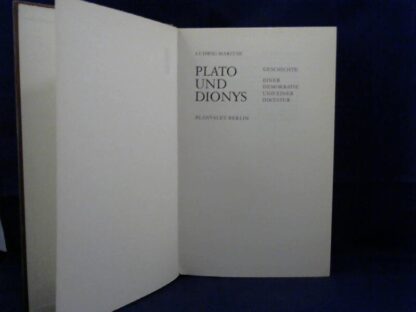 LUDWIG MARCUSE
PLATO
UND
DIONYS
GESCHICHTE
EINER
DEMOKRATIE
UND EINER
DIKTATUR
BLANVALET BERLIN